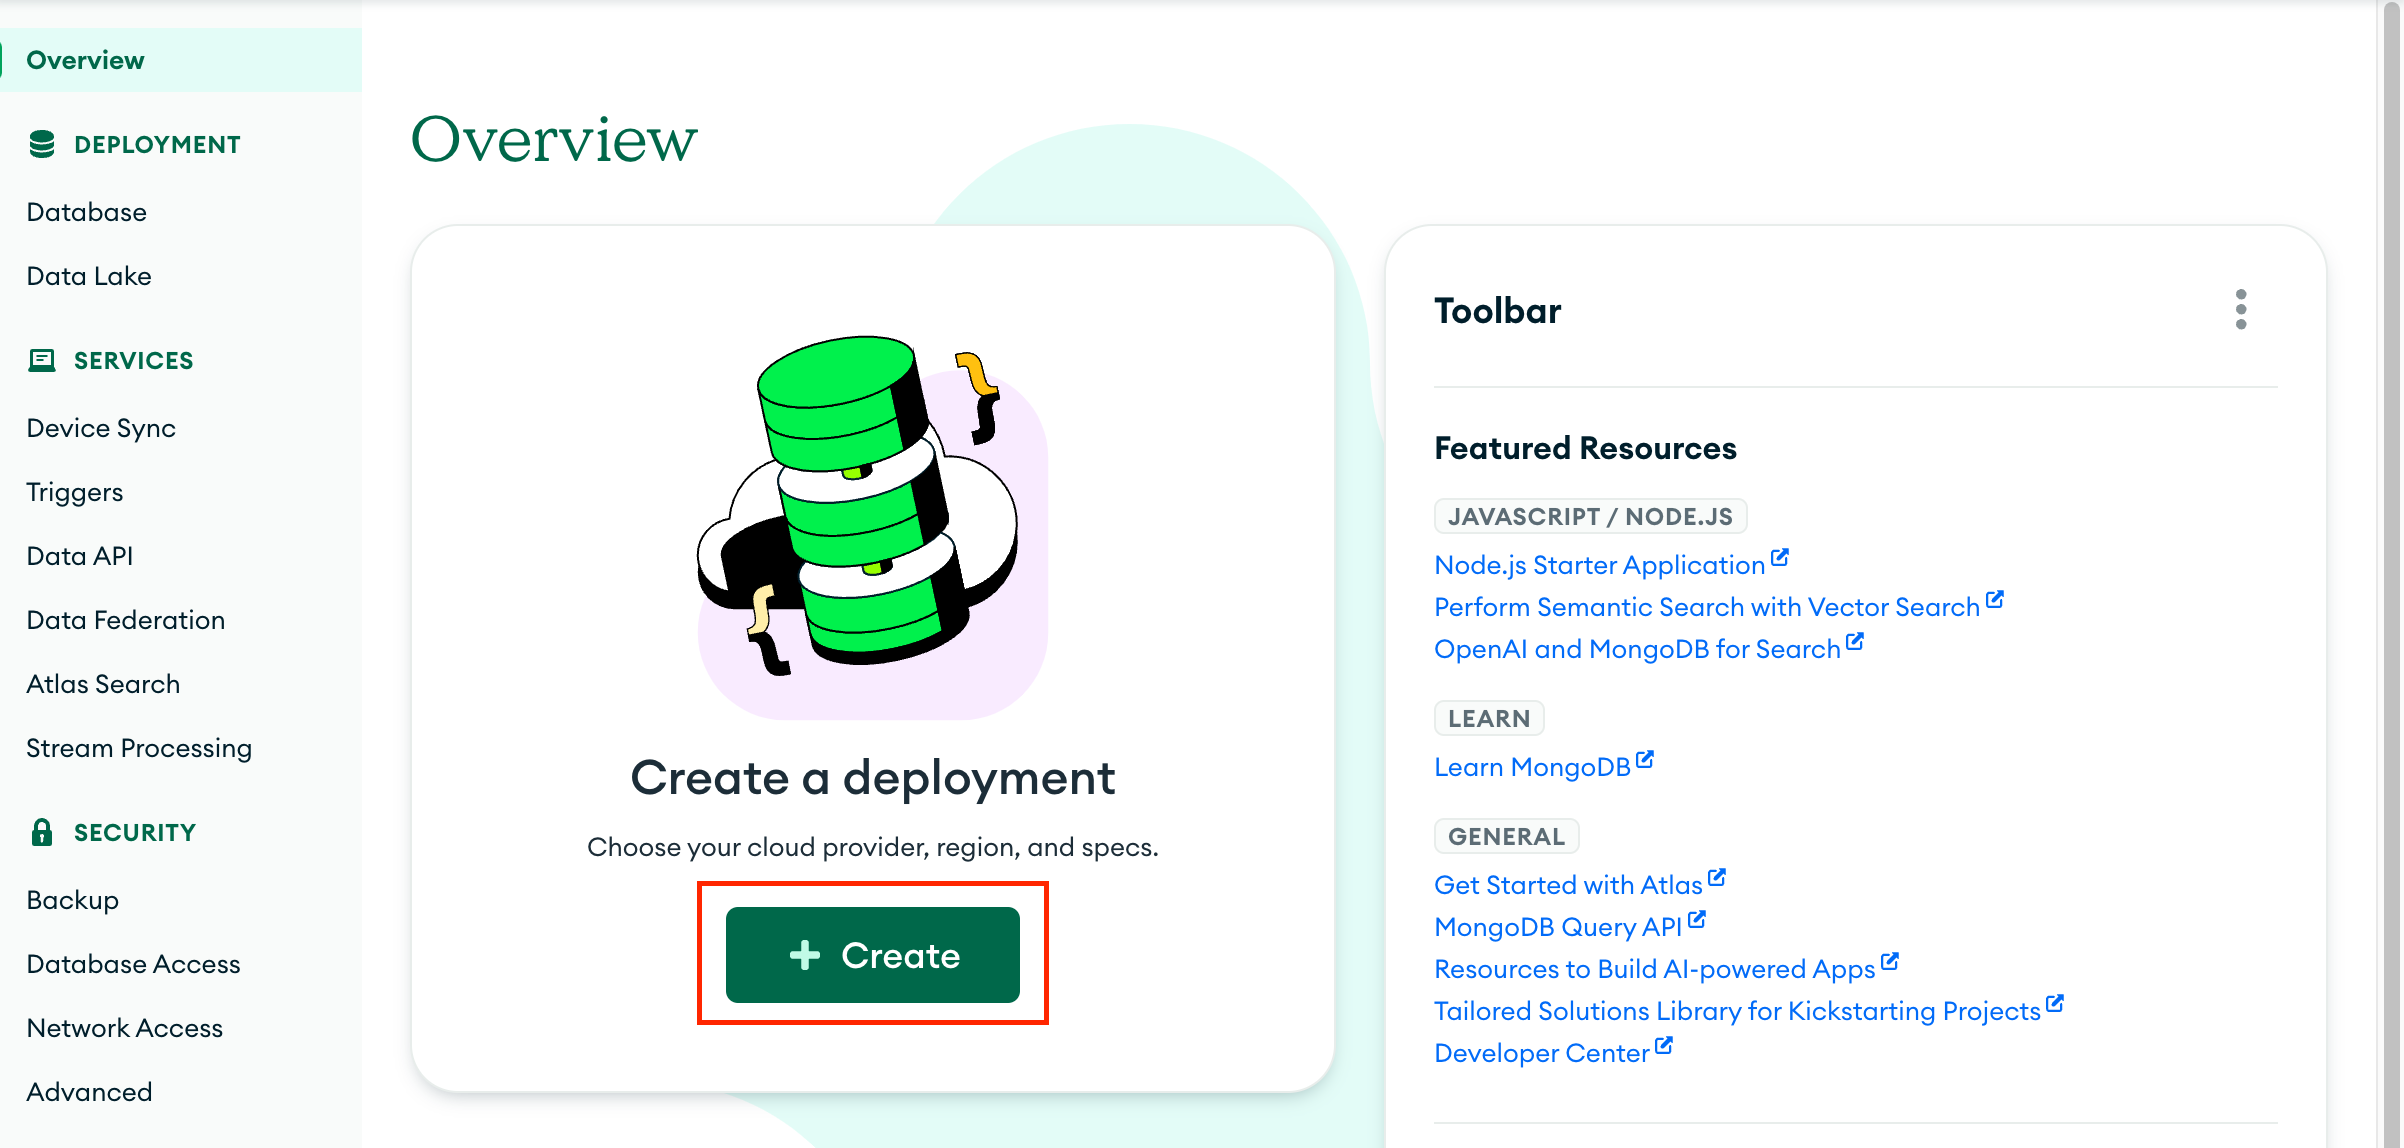 Overview
DEPLOYMENT
Database
Data Lake
SERVICES
Device Sync
Triggers
Data API
Data Federation
Atlas Search
Stream Processing
SECURITY
Backup
Database Access
Network Access
Advanced
Overview
Create a deployment
Choose your cloud provider, region, and specs.
+ Create
Toolbar
Featured Resources
JAVASCRIPT / NODE.JS
Node.js Starter Application
Perform Semantic Search with Vector Search
OpenAI and MongoDB for Search
LEARN
Learn MongoDB
GENERAL
Get Started with Atlas
MongoDB Query API
Resources to Build AI-powered Apps
Tailored Solutions Library for Kickstarting Projects
Developer Center